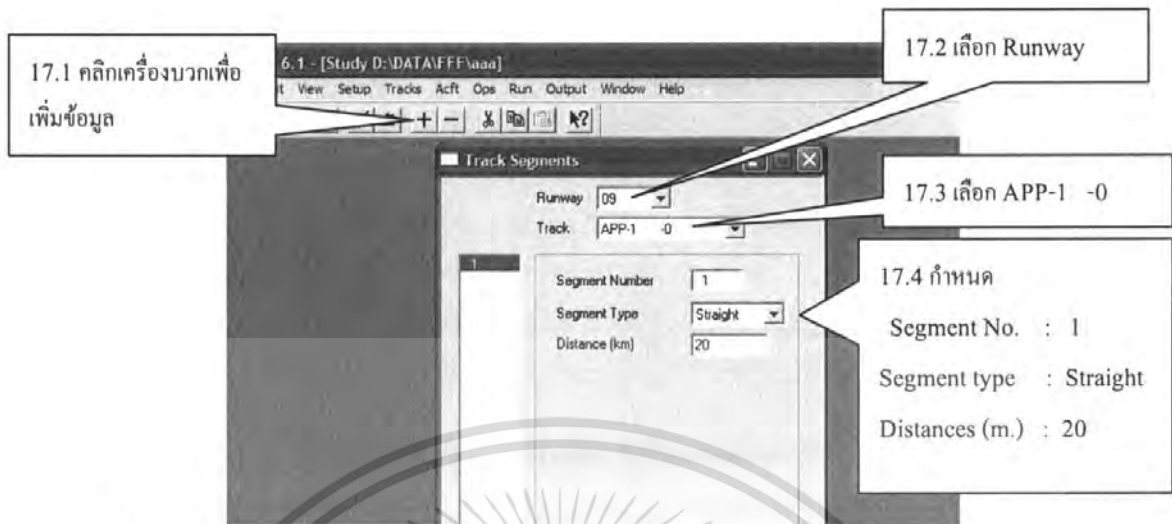 17.1 คลิกเครื่องบวกเพื่อ
เพิ่มข้อมูล
17.2 เลือก Runway
6.1 - [Study D:\DATA\FFF\aaa]
View Setup Tracks Acft Ops Run Output Window Help
Track Segments
Runway 09
Track APP-1 -0
17.3 เลือก APP-1 -0
1
Segment Number 1
Segment Type Straight
Distance (km) 20
17.4 กำหนด
Segment No. : 1
Segment type : Straight
Distances (m.) : 20